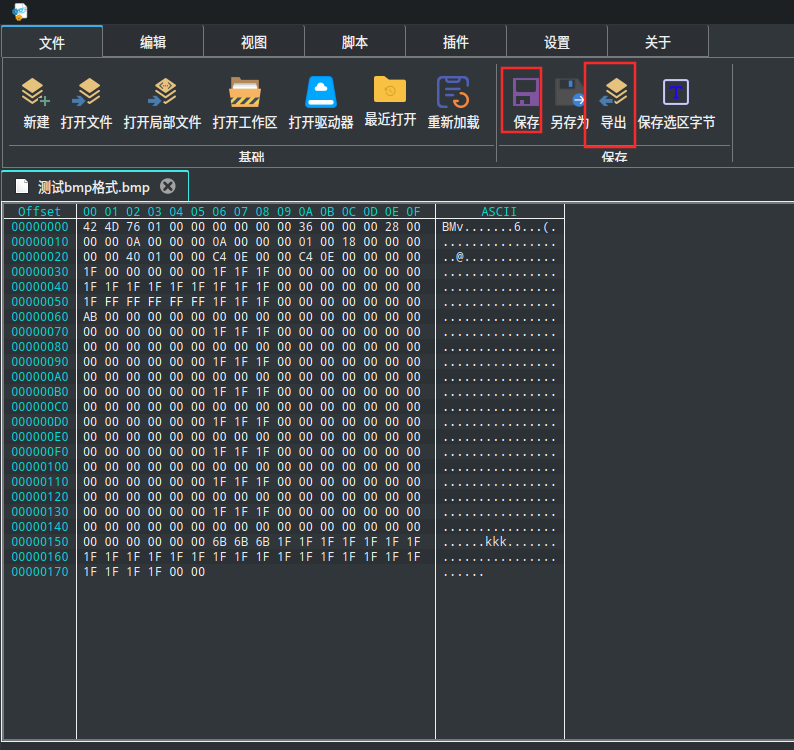 文件 编辑 视图 脚本 插件 设置 关于
新建 打开文件 打开局部文件 打开工作区 打开驱动器 最近打开 重新加载 保存 另存为 导出 保存选区字节
基础 保存
测试bmp格式.bmp
Offset 00 01 02 03 04 05 06 07 08 09 0A 0B 0C 0D 0E 0F ASCII
00000000 42 4D 76 01 00 00 00 00 00 00 36 00 00 00 28 00 BMv.......6...(.
00000010 00 00 0A 00 00 00 0A 00 00 00 01 00 18 00 00 00 ................
00000020 00 00 40 01 00 00 C4 0E 00 00 C4 0E 00 00 00 00 ..@.............
00000030 1F 00 00 00 00 00 1F 1F 1F 00 00 00 00 00 00 00 ................
00000040 1F 1F 1F 1F 1F 1F 1F 1F 1F 00 00 00 00 00 00 00 ................
00000050 1F FF FF FF FF FF 1F 1F 1F 00 00 00 00 00 00 00 ................
00000060 AB 00 00 00 00 00 00 00 00 00 00 00 00 00 00 00 ................
00000070 00 00 00 00 00 00 1F 1F 1F 00 00 00 00 00 00 00 ................
00000080 00 00 00 00 00 00 00 00 00 00 00 00 00 00 00 00 ................
00000090 00 00 00 00 00 00 1F 1F 1F 00 00 00 00 00 00 00 ................
000000A0 00 00 00 00 00 00 00 00 00 00 00 00 00 00 00 00 ................
000000B0 00 00 00 00 00 00 1F 1F 1F 00 00 00 00 00 00 00 ................
000000C0 00 00 00 00 00 00 00 00 00 00 00 00 00 00 00 00 ................
000000D0 00 00 00 00 00 00 1F 1F 1F 00 00 00 00 00 00 00 ................
000000E0 00 00 00 00 00 00 00 00 00 00 00 00 00 00 00 00 ................
000000F0 00 00 00 00 00 00 1F 1F 1F 00 00 00 00 00 00 00 ................
00000100 00 00 00 00 00 00 00 00 00 00 00 00 00 00 00 00 ................
00000110 00 00 00 00 00 00 1F 1F 1F 00 00 00 00 00 00 00 ................
00000120 00 00 00 00 00 00 00 00 00 00 00 00 00 00 00 00 ................
00000130 00 00 00 00 00 00 1F 1F 1F 00 00 00 00 00 00 00 ................
00000140 00 00 00 00 00 00 00 00 00 00 00 00 00 00 00 00 ................
00000150 00 00 00 00 00 00 6B 6B 6B 1F 1F 1F 1F 1F 1F 1F ......kkk.......
00000160 1F 1F 1F 1F 1F 1F 1F 1F 1F 1F 1F 1F 1F 1F 1F 1F ................
00000170 1F 1F 1F 1F 00 00 ......